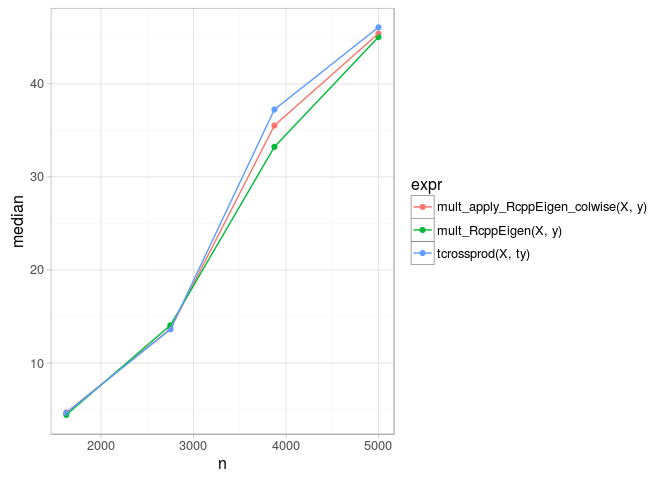 median
40
30
20
10
2000 3000 4000 5000
n
expr
mult_apply_RcppEigen_colwise(X, y)
mult_RcppEigen(X, y)
tcrossprod(X, ty)